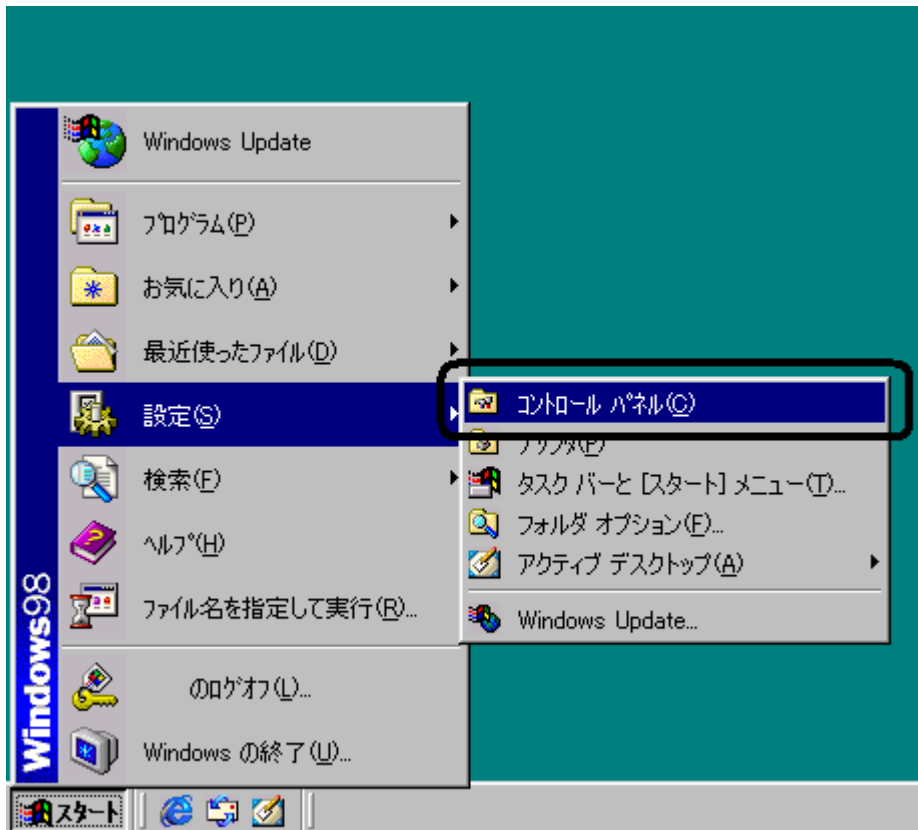 Windows Update
プログラム(P)
お気に入り(A)
最近使ったファイル(D)
設定(S)
検索(F)
ヘルプ(H)
ファイル名を指定して実行(R)...
のログオフ(L)...
Windows の終了(U)...
Windows98
コントロール パネル(C)
プリンタ(P)
タスク バーと [スタート] メニュー(T)...
フォルダ オプション(F)...
アクティブ デスクトップ(A)
Windows Update...
スタート